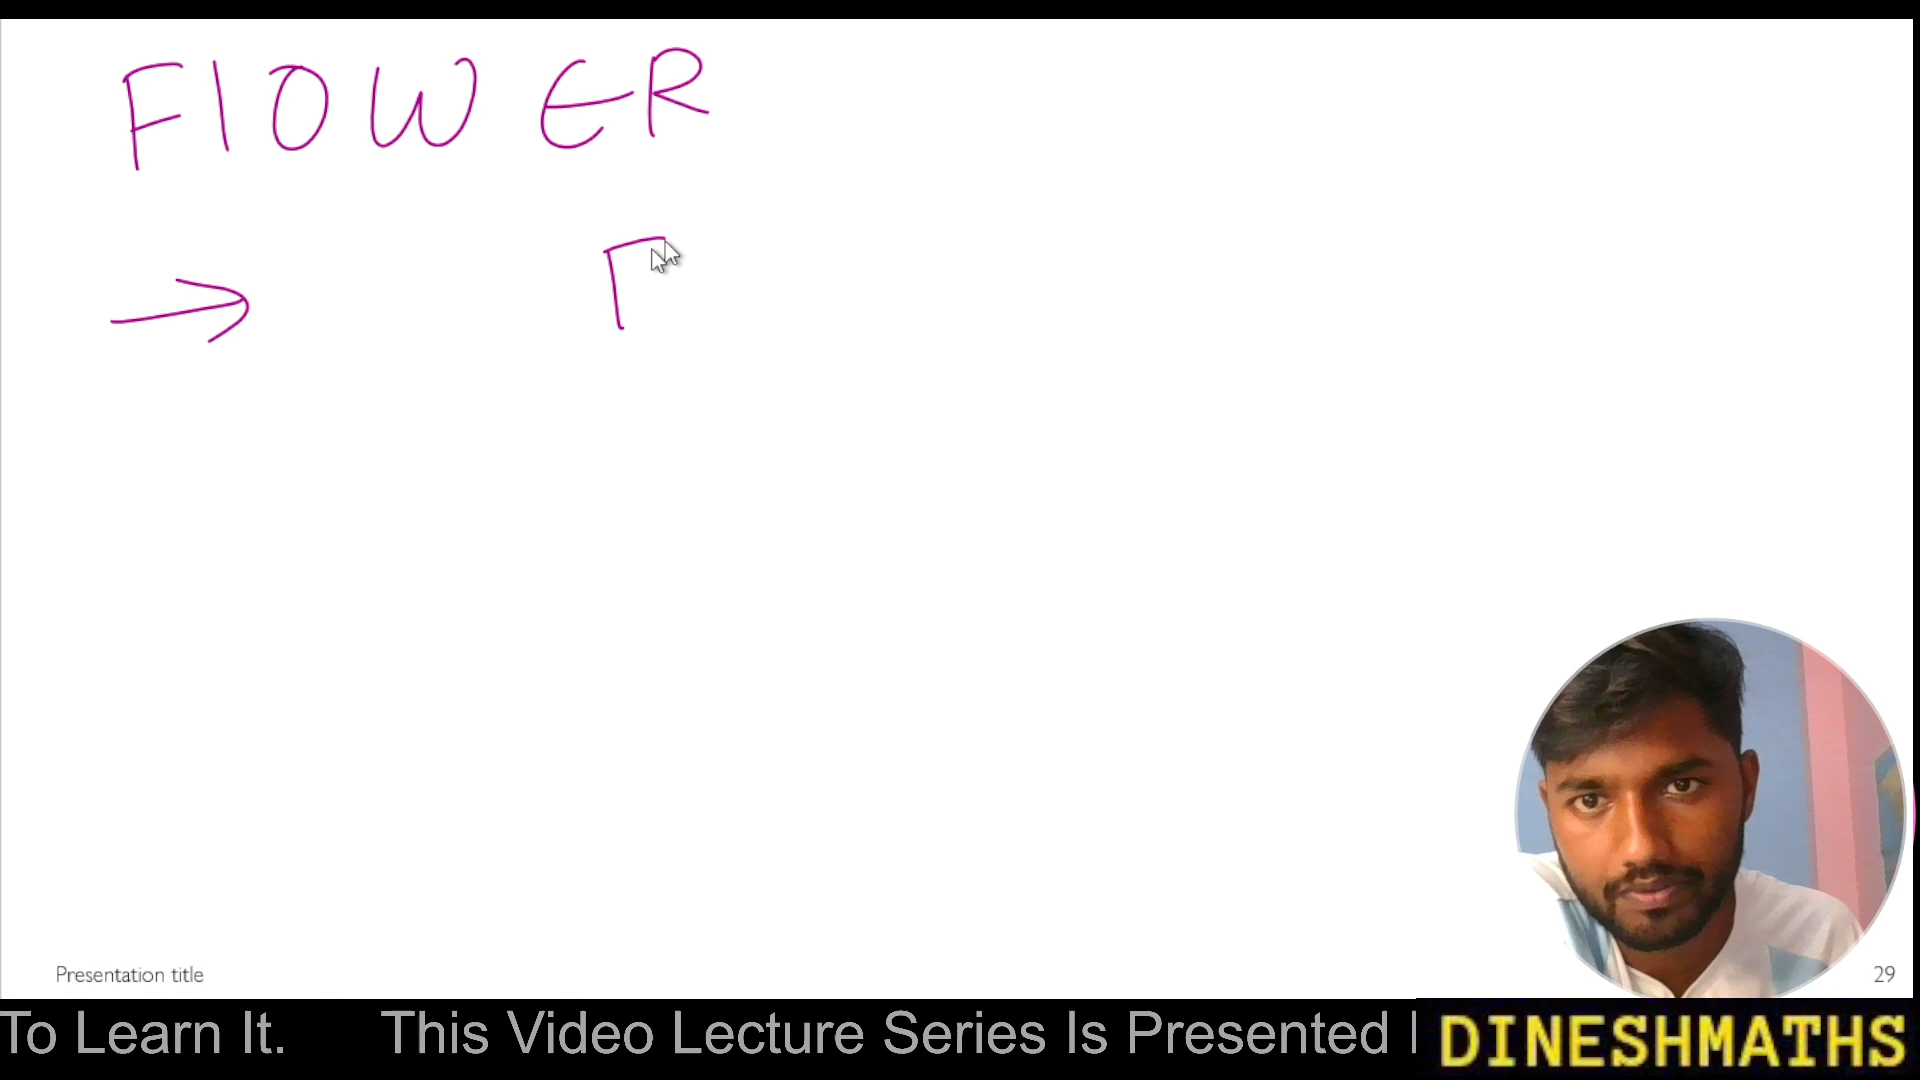 FlOWER
Presentation title
29
To Learn It. This Video Lecture Series Is Presented
DINESHMATHS